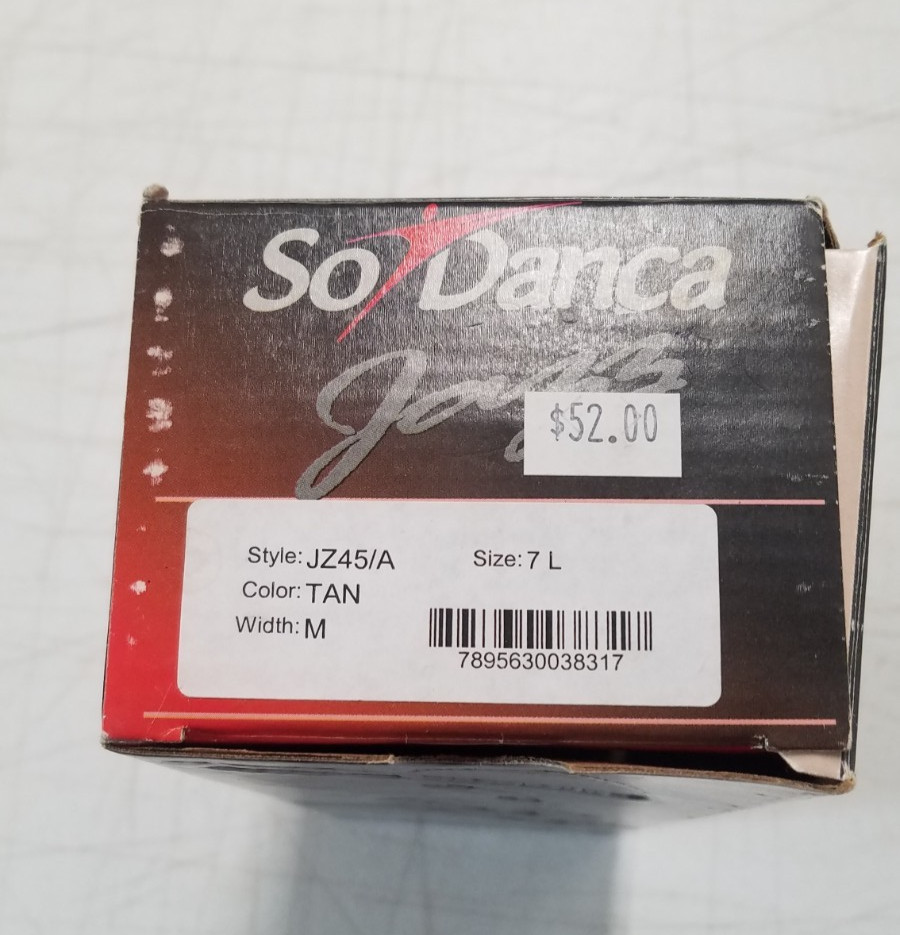 So Danca
Jazz
$52.00
Style: JZ45/A Size: 7 L
Color: TAN
Width: M
7895630038317